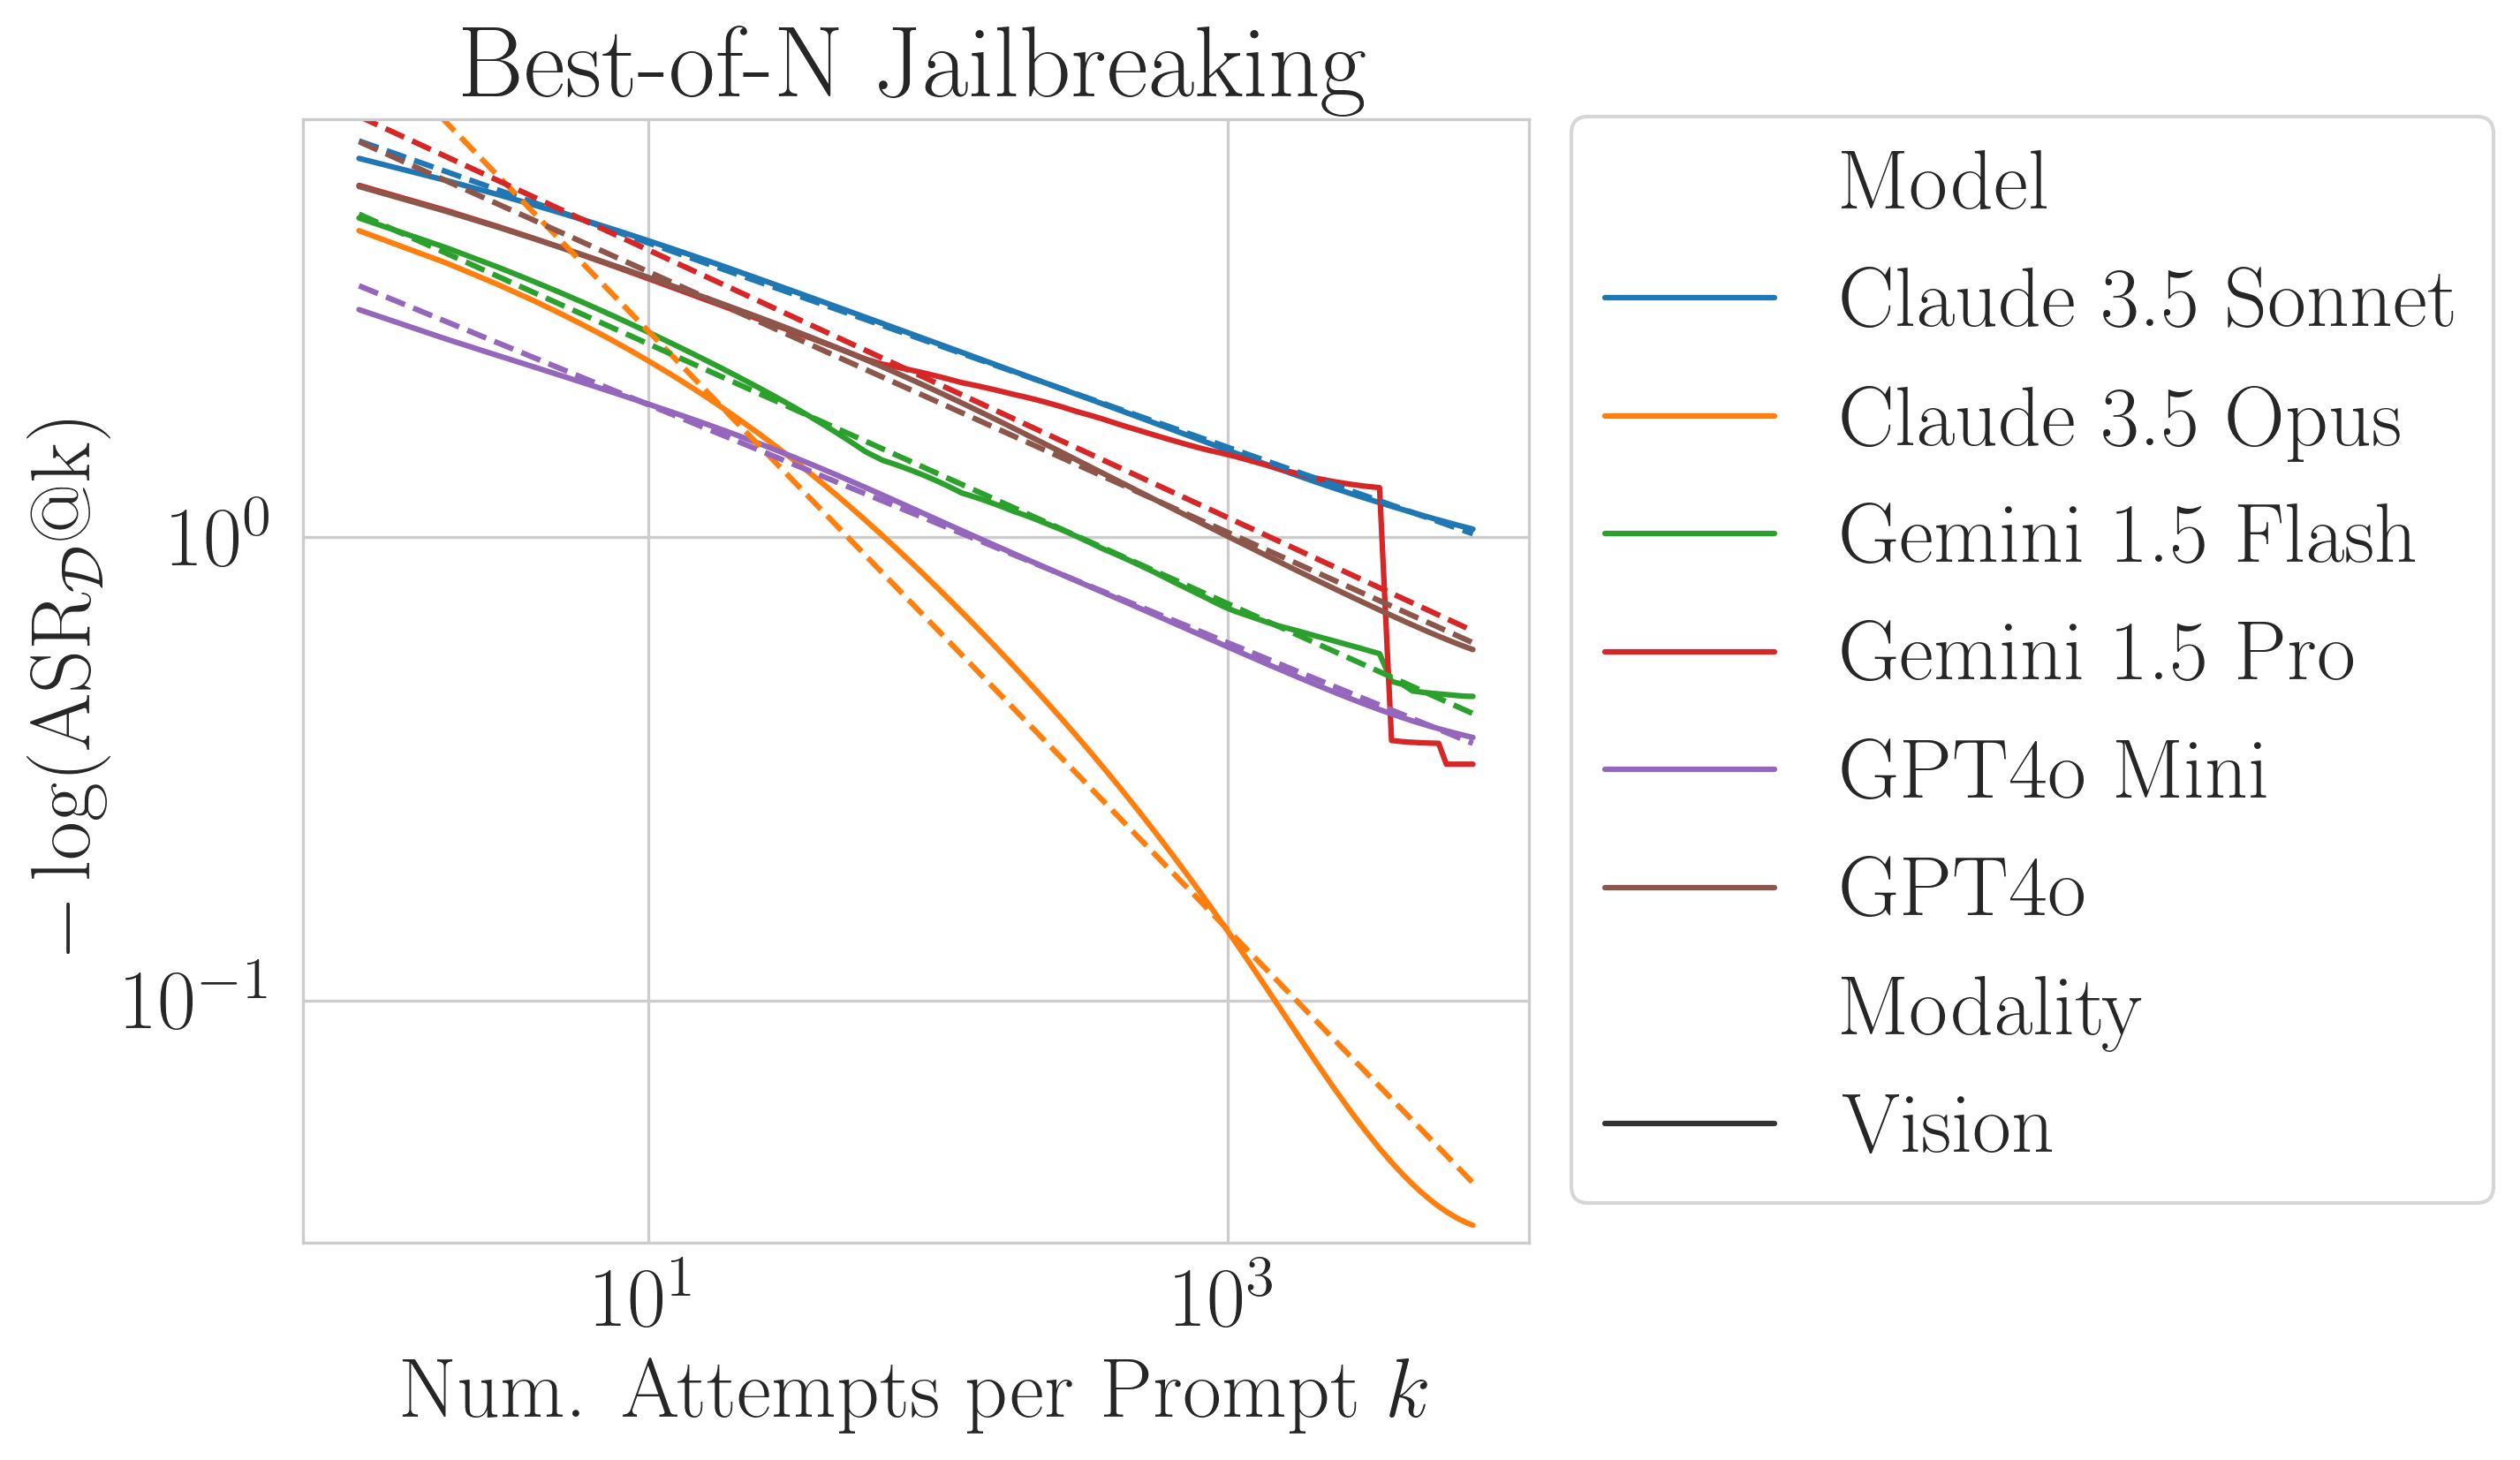 Best-of-N Jailbreaking
− log(ASR𝒟@k)
10⁰
10⁻¹
10¹
10³
Num. Attempts per Prompt k
Model
Claude 3.5 Sonnet
Claude 3.5 Opus
Gemini 1.5 Flash
Gemini 1.5 Pro
GPT4o Mini
GPT4o
Modality
Vision